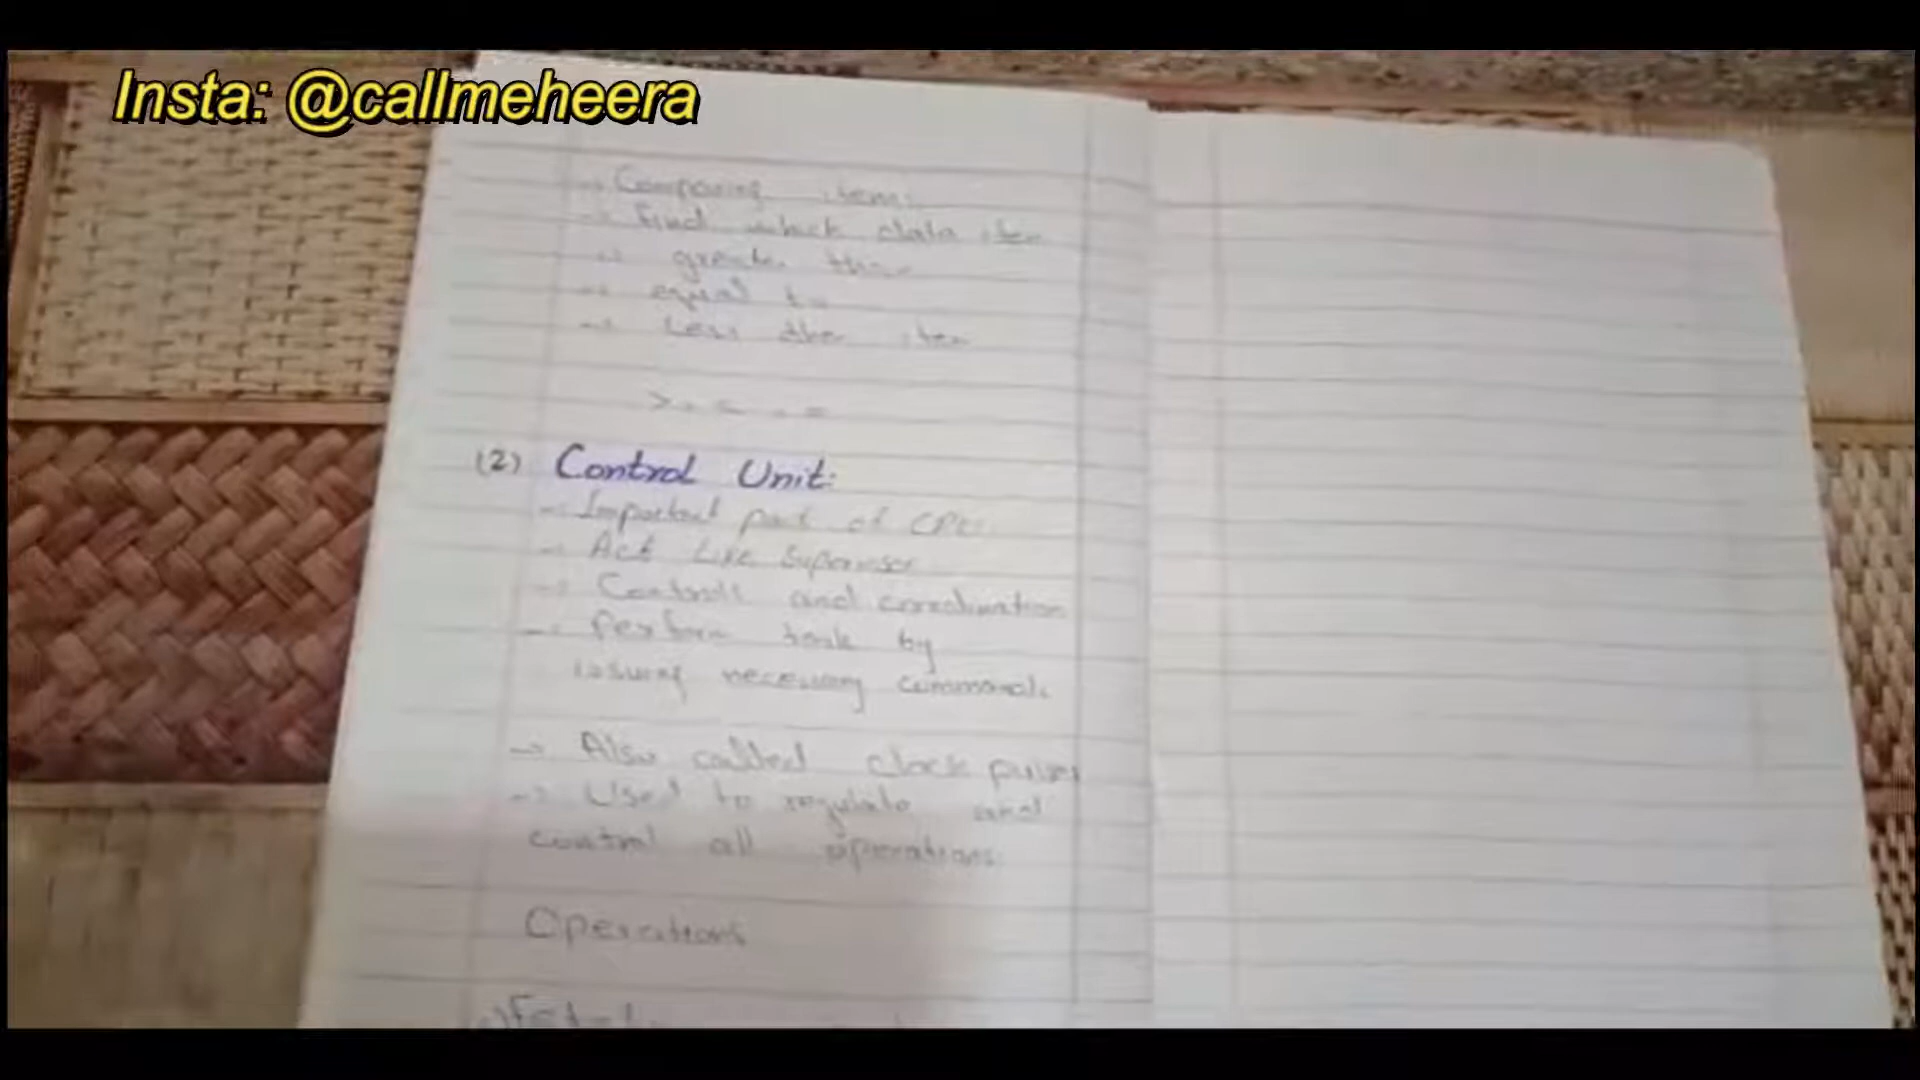 Insta: @callmeheera
→ Comparing items
→ Find which data item
→ greater than
→ equal to
→ Less then item
> , < , =
(2) Control Unit:
→ Important part of CPU
→ Act Like Supervisor
→ Controls and coordination
→ Perform task by
issuing necessary commands
→ Also called clock pulses
→ Used to regulate and
control all operations.
Operations